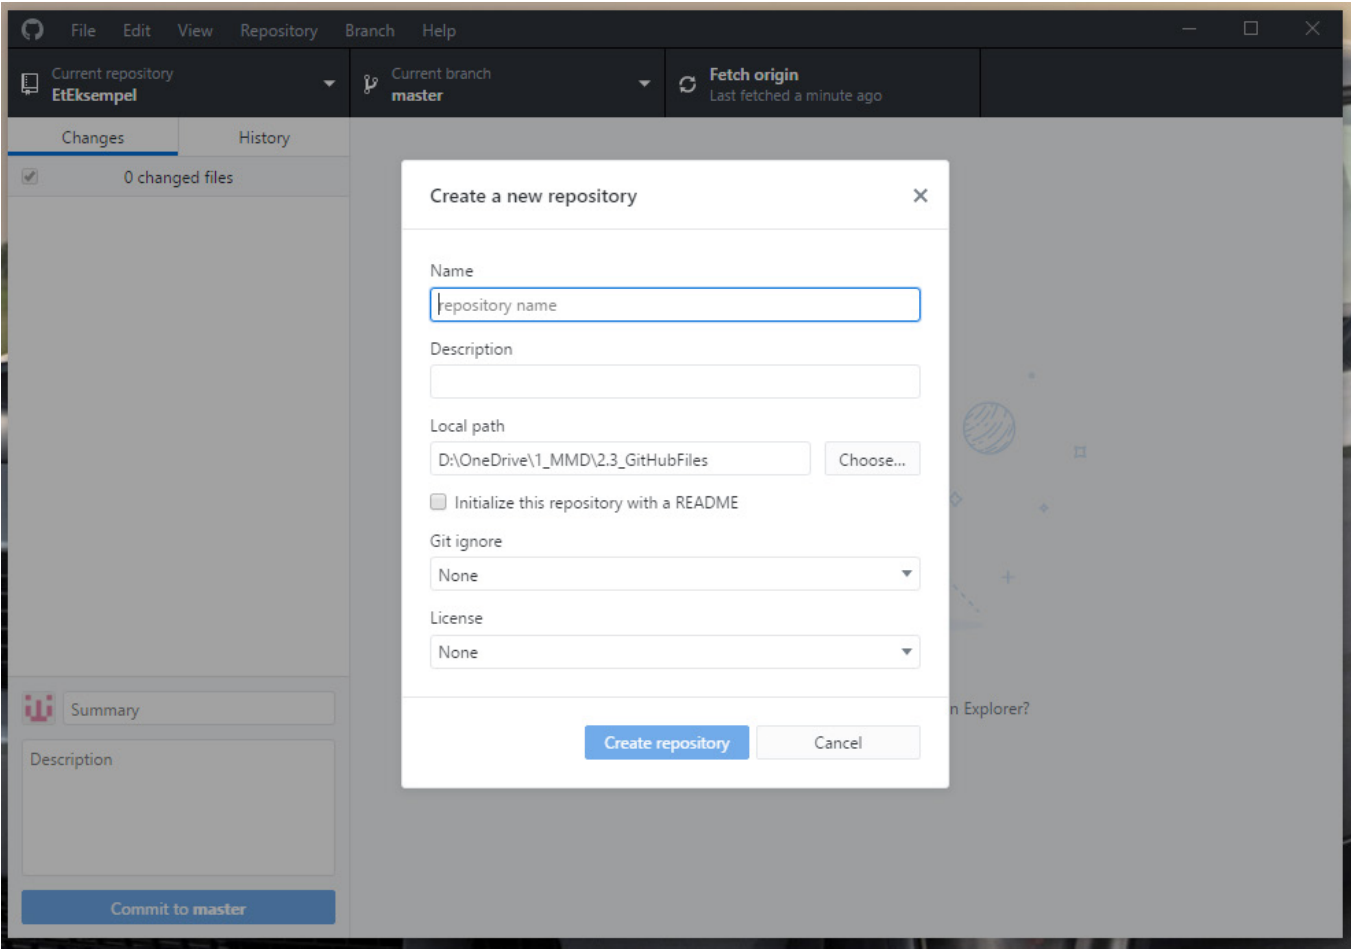 File Edit View Repository Branch Help
Current repository
EtEksempel
Current branch
master
Fetch origin
Last fetched a minute ago
Changes History
0 changed files
Create a new repository
Name
repository name
Description
Local path
D:\OneDrive\1_MMD\2.3_GitHubFiles Choose...
Initialize this repository with a README
Git ignore
None
License
None
Create repository Cancel
n Explorer?
Summary
Description
Commit to master